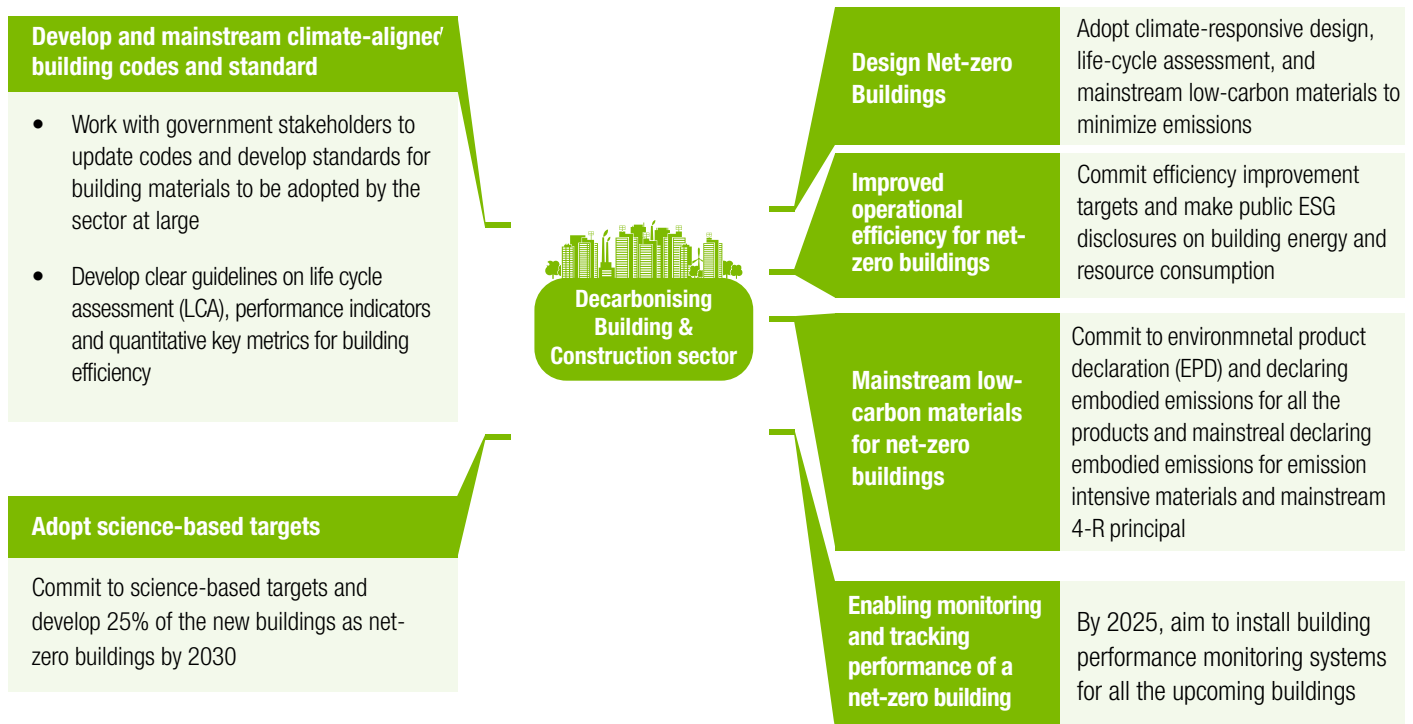 Develop and mainstream climate-aligned
building codes and standard
• Work with government stakeholders to
update codes and develop standards for
building materials to be adopted by the
sector at large
• Develop clear guidelines on life cycle
assessment (LCA), performance indicators
and quantitative key metrics for building
efficiency
Adopt science-based targets
Commit to science-based targets and
develop 25% of the new buildings as net-
zero buildings by 2030
Decarbonising
Building &
Construction sector
Design Net-zero
Buildings
Adopt climate-responsive design,
life-cycle assessment, and
mainstream low-carbon materials to
minimize emissions
Improved
operational
efficiency for net-
zero buildings
Commit efficiency improvement
targets and make public ESG
disclosures on building energy and
resource consumption
Mainstream low-
carbon materials
for net-zero
buildings
Commit to environmnetal product
declaration (EPD) and declaring
embodied emissions for all the
products and mainstreal declaring
embodied emissions for emission
intensive materials and mainstream
4-R principal
Enabling monitoring
and tracking
performance of a
net-zero building
By 2025, aim to install building
performance monitoring systems
for all the upcoming buildings